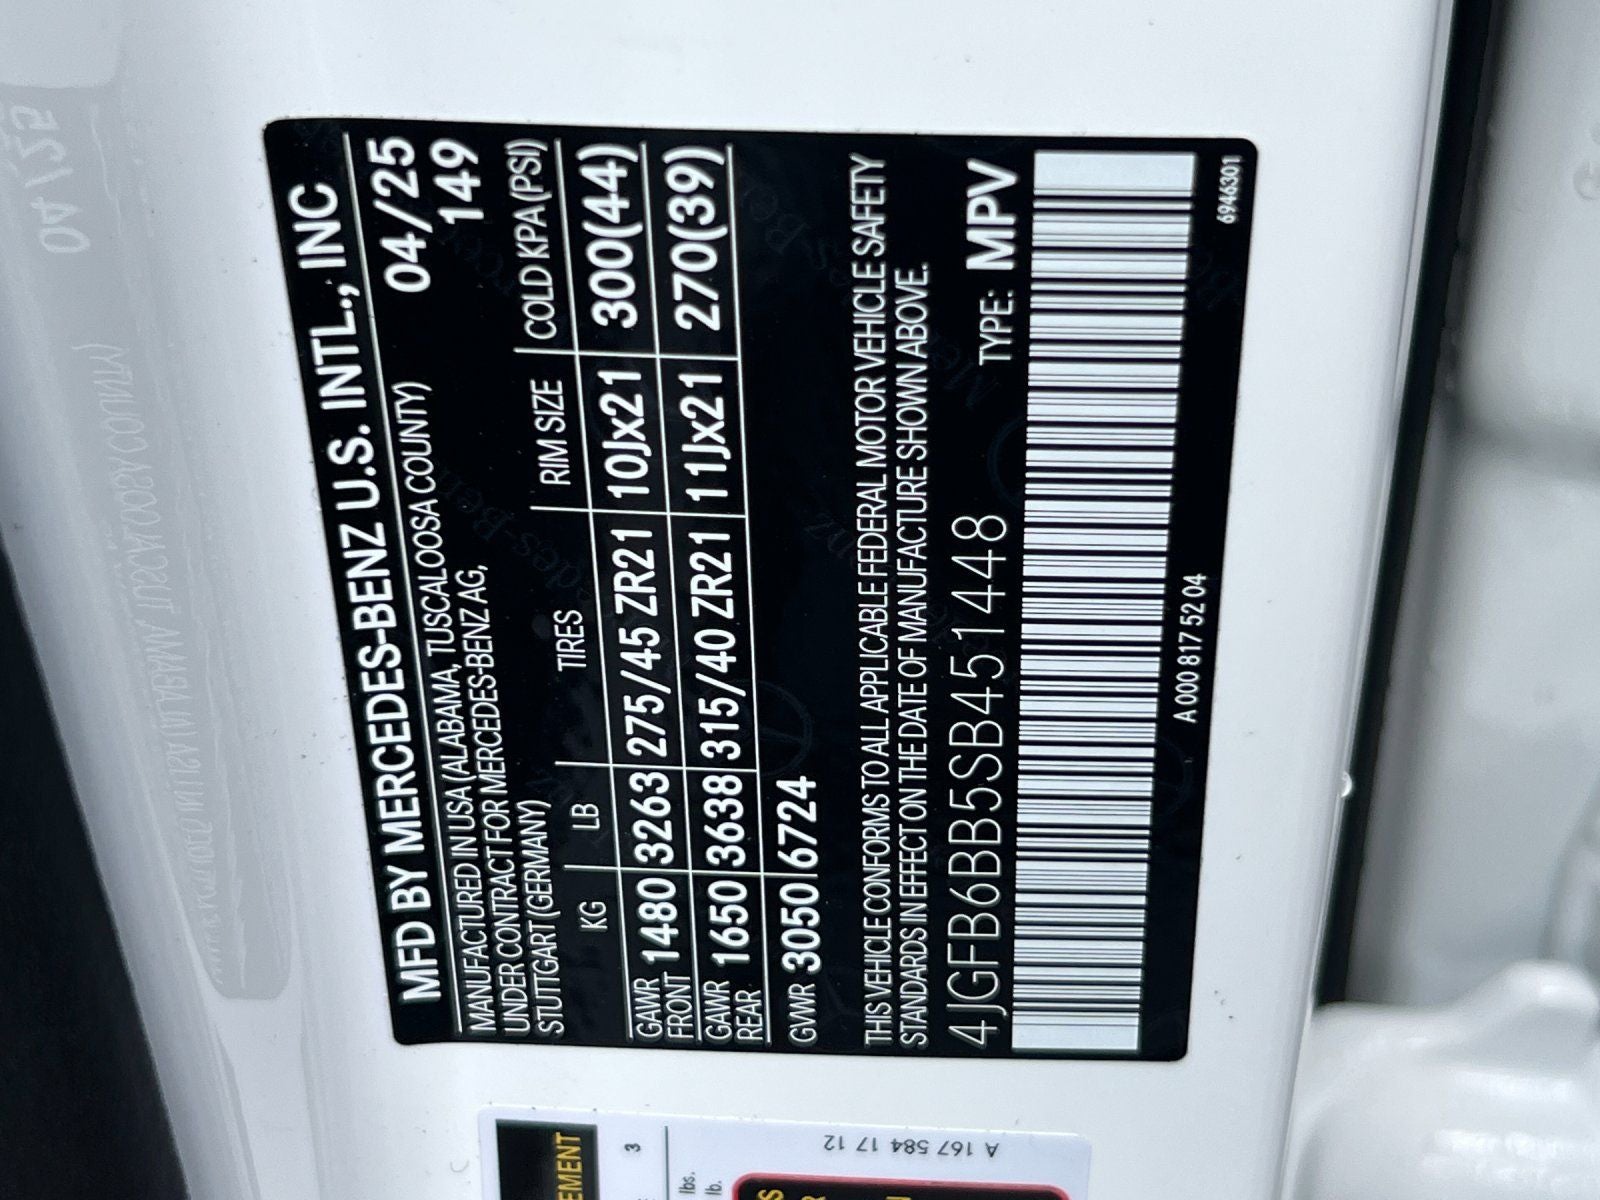 MFD BY MERCEDES-BENZ U.S. INTL., INC
MANUFACTURED IN USA (ALABAMA, TUSCALOOSA COUNTY) 04/25
UNDER CONTRACT FOR MERCEDES-BENZ AG, 149
STUTTGART (GERMANY)
KG LB TIRES RIM SIZE COLD KPA (PSI)
GAWR FRONT 1480 3263 275/45 ZR21 10Jx21 300(44)
GAWR REAR 1650 3638 315/40 ZR21 11Jx21 270(39)
GVWR 3050 6724
THIS VEHICLE CONFORMS TO ALL APPLICABLE FEDERAL MOTOR VEHICLE SAFETY
STANDARDS IN EFFECT ON THE DATE OF MANUFACTURE SHOWN ABOVE.
4JGFB6BB5SB451448 TYPE: MPV
A 000 817 52 04
6946301
EMENT
3
lbs.
lb.
A 167 584 17 12